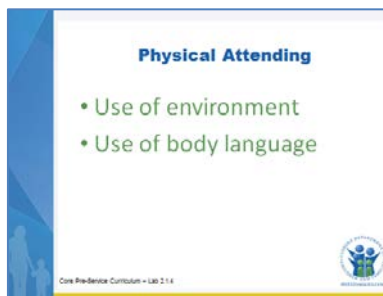 Physical Attending
• Use of environment
• Use of body language
Core Pre-Service Curriculum – Lab 2.1.4